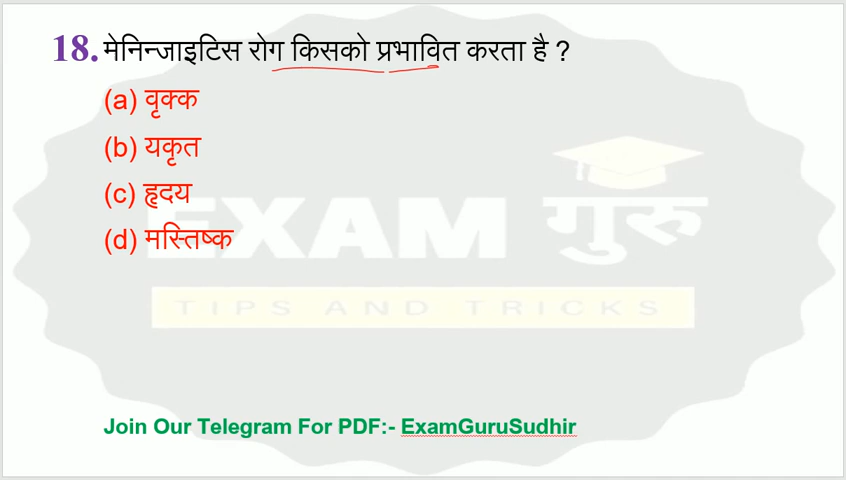 18. मेनिन्जाइटिस रोग किसको प्रभावित करता है ?
(a) वृक्क
(b) यकृत
(c) हृदय
(d) मस्तिष्क
EXAM गुरु
TIPS AND TRICKS
Join Our Telegram For PDF:- ExamGuruSudhir